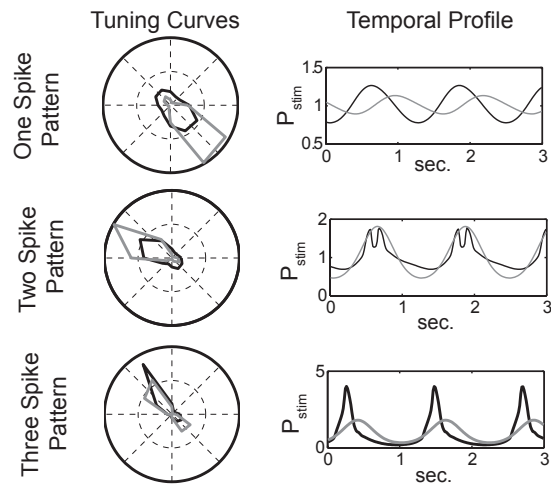 Tuning Curves
Temporal Profile
One Spike
Pattern
P stim
1.5
1
0.5
0 1 2 3
sec.
Two Spike
Pattern
P stim
2
1
0
0 1 2 3
sec.
Three Spike
Pattern
P stim
5
0
0 1 2 3
sec.